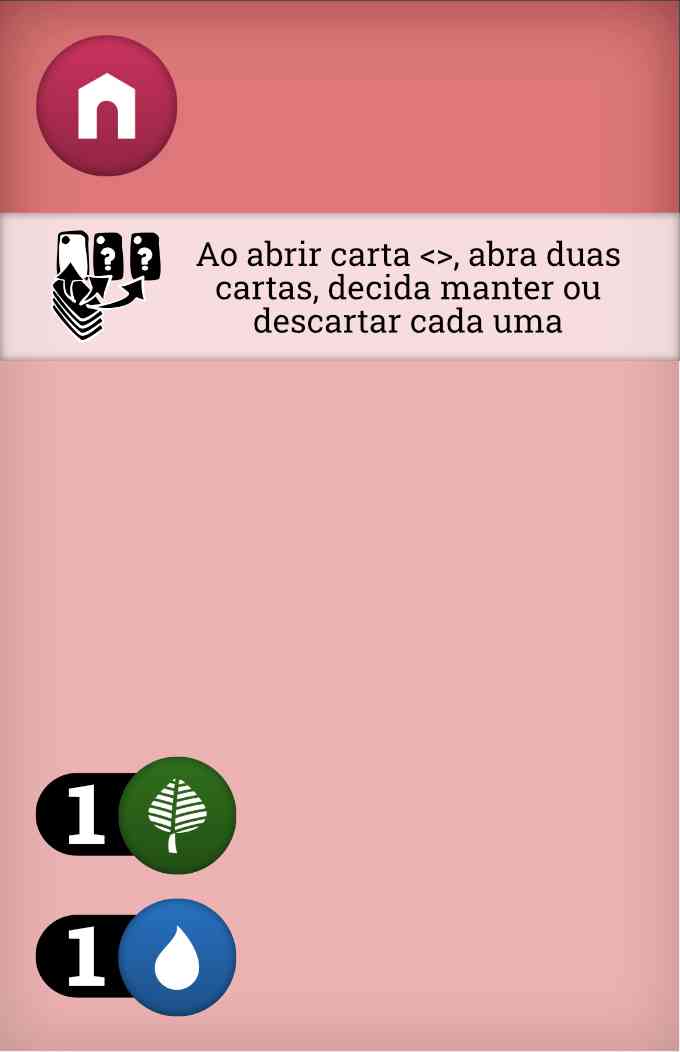 ? ?
Ao abrir carta <>, abra duas
cartas, decida manter ou
descartar cada uma
1
1